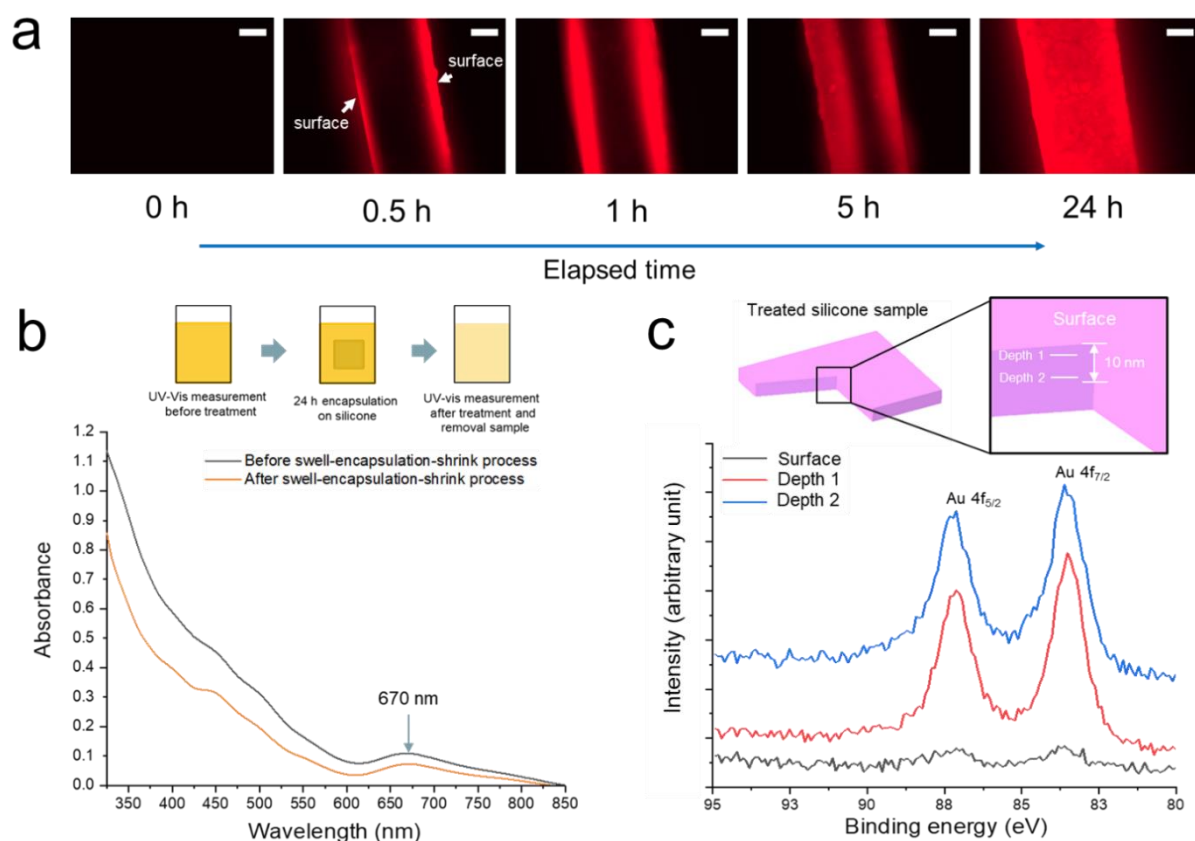 a
surface
surface
0 h
0.5 h
1 h
5 h
24 h
Elapsed time
b
UV-Vis measurement
before treatment
24 h encapsulation
on silicone
UV-vis measurement
after treatment and
removal sample
Before swell-encapsulation-shrink process
After swell-encapsulation-shrink process
670 nm
1.2
1.1
1.0
0.9
0.8
0.7
0.6
0.5
0.4
0.3
0.2
0.1
0.0
Absorbance
350 400 450 500 550 600 650 700 750 800 850
Wavelength (nm)
c
Treated silicone sample
Surface
Depth 1
Depth 2
10 nm
Surface
Depth 1
Depth 2
Au 4f5/2
Au 4f7/2
Intensity (arbitrary unit)
95 93 90 88 85 83 80
Binding energy (eV)